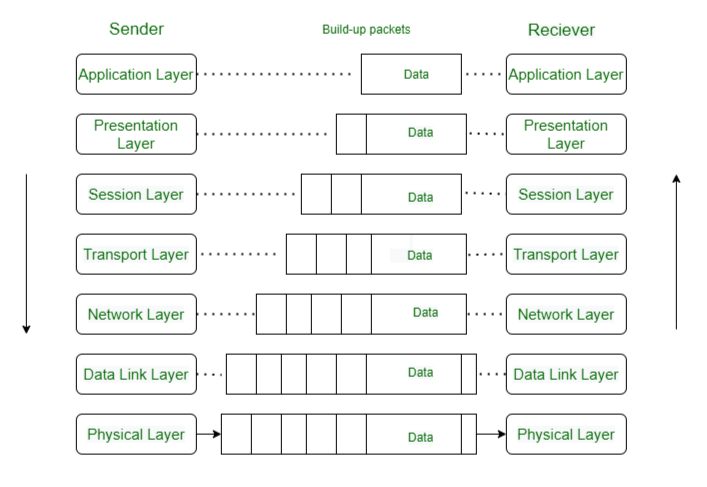 Sender
Build-up packets
Reciever
Application Layer
Data
Application Layer
Presentation
Layer
Data
Presentation
Layer
Session Layer
Data
Session Layer
Transport Layer
Data
Transport Layer
Network Layer
Data
Network Layer
Data Link Layer
Data
Data Link Layer
Physical Layer
Data
Physical Layer